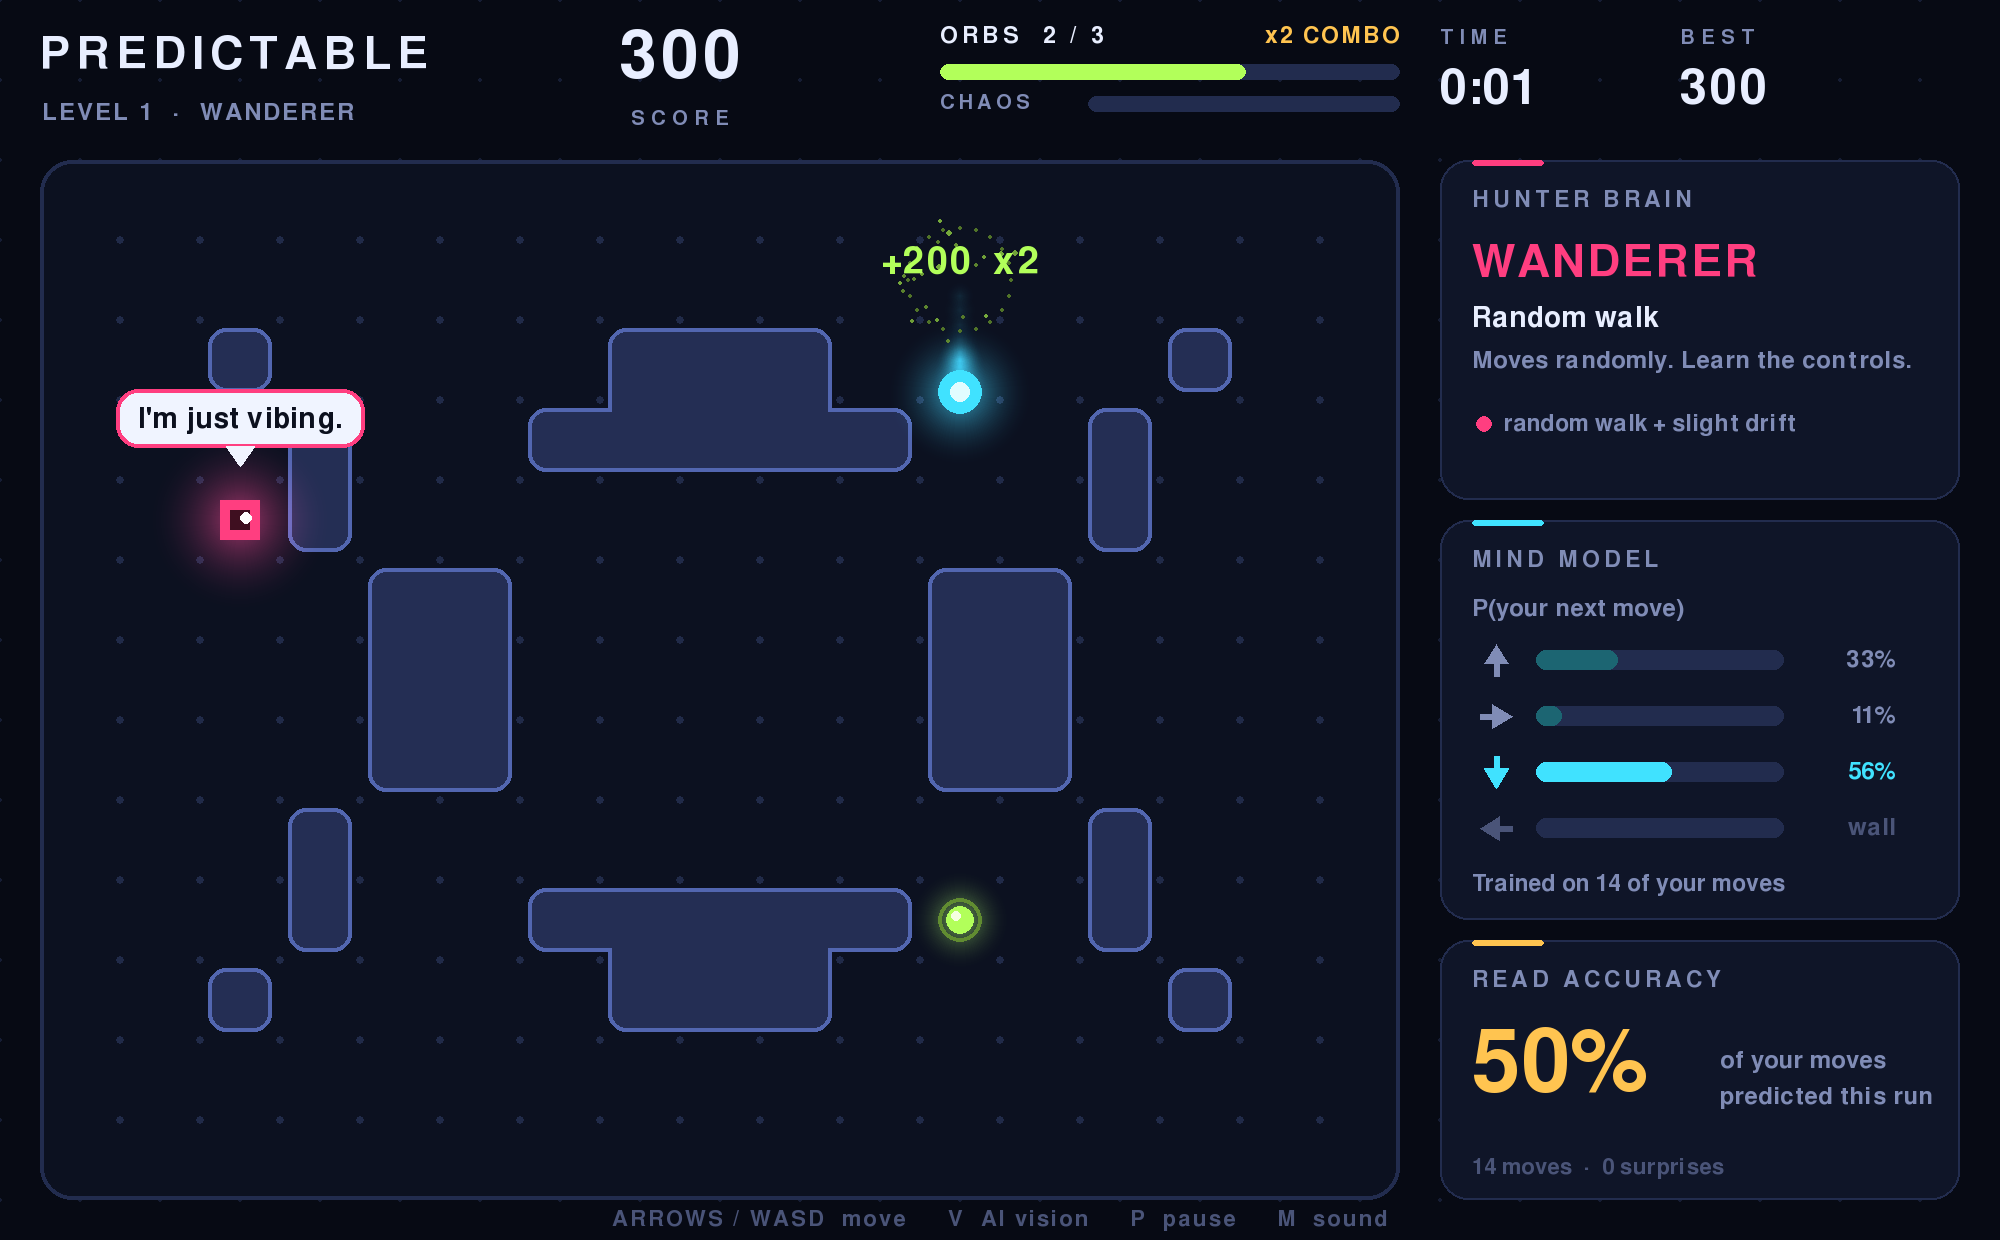 PREDICTABLE
LEVEL 1 · WANDERER
300
SCORE
ORBS 2 / 3
x2 COMBO
CHAOS
TIME
0:01
BEST
300
+200 x2
I'm just vibing.
HUNTER BRAIN
WANDERER
Random walk
Moves randomly. Learn the controls.
random walk + slight drift
MIND MODEL
P(your next move)
33%
11%
56%
wall
Trained on 14 of your moves
READ ACCURACY
50%
of your moves
predicted this run
14 moves · 0 surprises
ARROWS / WASD move V AI vision P pause M sound